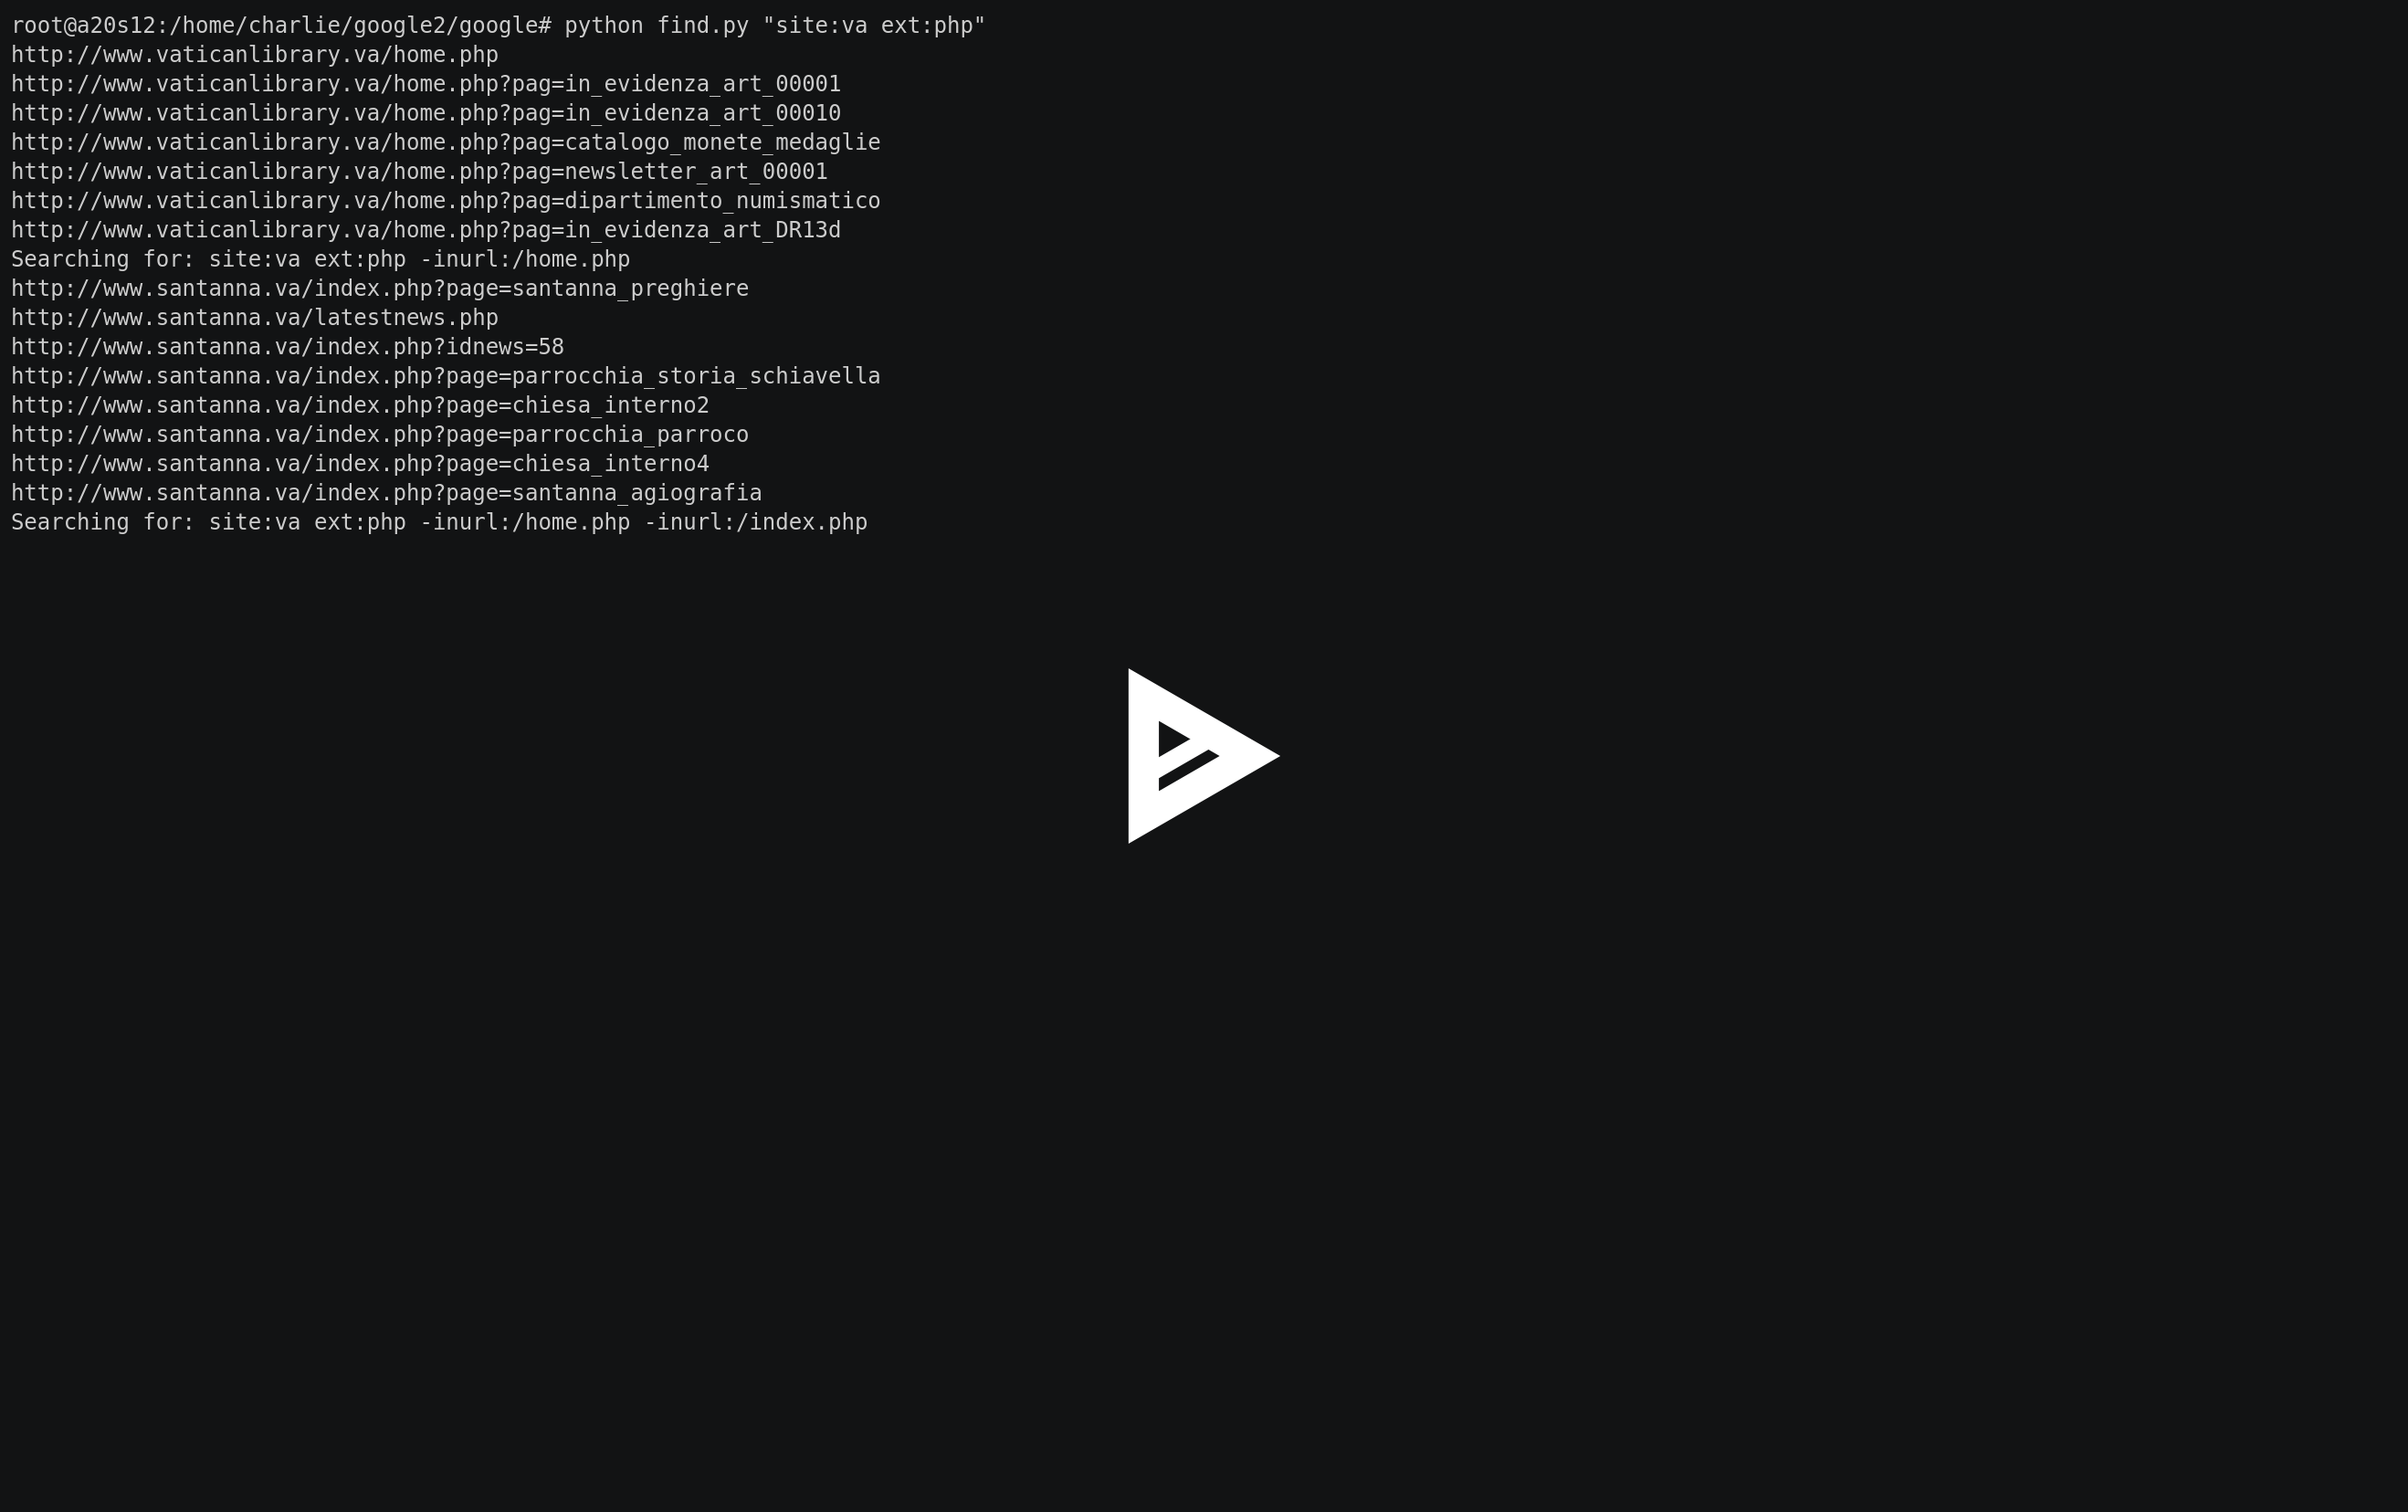 root@a20s12:/home/charlie/google2/google# python find.py "site:va ext:php"
http://www.vaticanlibrary.va/home.php
http://www.vaticanlibrary.va/home.php?pag=in_evidenza_art_00001
http://www.vaticanlibrary.va/home.php?pag=in_evidenza_art_00010
http://www.vaticanlibrary.va/home.php?pag=catalogo_monete_medaglie
http://www.vaticanlibrary.va/home.php?pag=newsletter_art_00001
http://www.vaticanlibrary.va/home.php?pag=dipartimento_numismatico
http://www.vaticanlibrary.va/home.php?pag=in_evidenza_art_DR13d
Searching for: site:va ext:php -inurl:/home.php
http://www.santanna.va/index.php?page=santanna_preghiere
http://www.santanna.va/latestnews.php
http://www.santanna.va/index.php?idnews=58
http://www.santanna.va/index.php?page=parrocchia_storia_schiavella
http://www.santanna.va/index.php?page=chiesa_interno2
http://www.santanna.va/index.php?page=parrocchia_parroco
http://www.santanna.va/index.php?page=chiesa_interno4
http://www.santanna.va/index.php?page=santanna_agiografia
Searching for: site:va ext:php -inurl:/home.php -inurl:/index.php